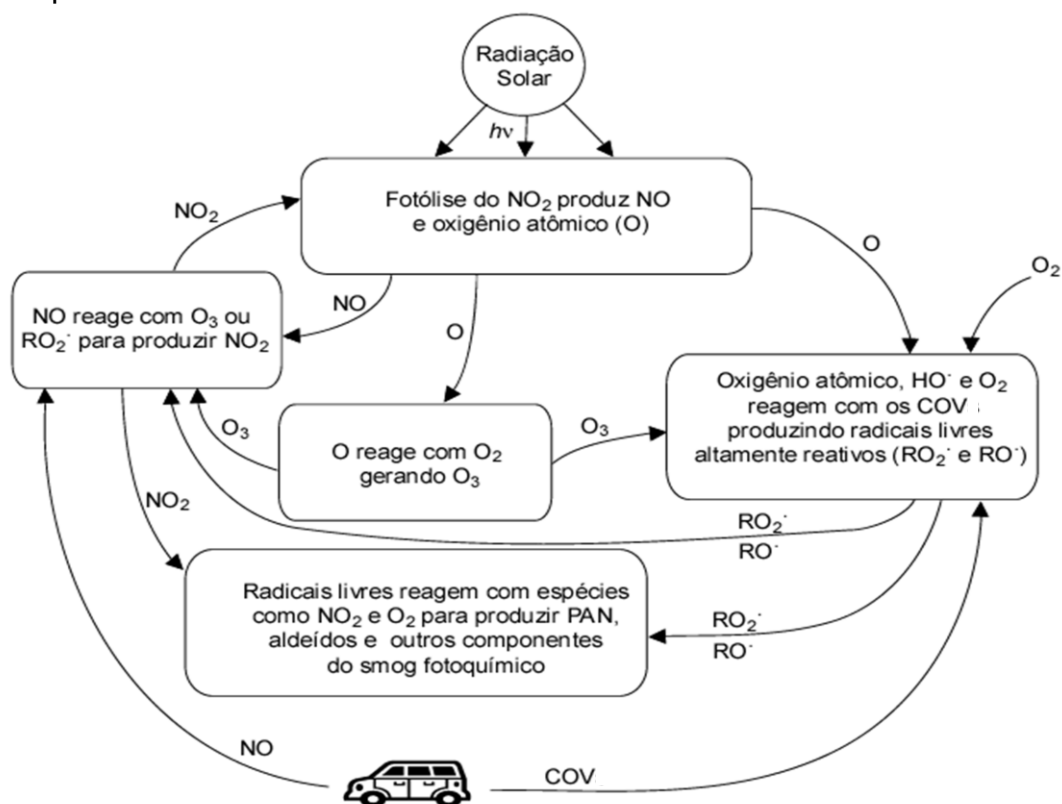 Radiação
Solar
hν
Fotólise do NO₂ produz NO
e oxigênio atômico (O)
NO₂
O
O₂
NO
O
NO reage com O₃ ou
RO₂˙ para produzir NO₂
Oxigênio atômico, HO˙ e O₂
reagem com os COV
produzindo radicais livres
altamente reativos (RO₂˙ e RO˙)
O₃
O reage com O₂
gerando O₃
O₃
NO₂
RO₂˙
RO˙
Radicais livres reagem com espécies
como NO₂ e O₂ para produzir PAN,
aldeídos e outros componentes
do smog fotoquímico
RO₂˙
RO˙
NO
COV